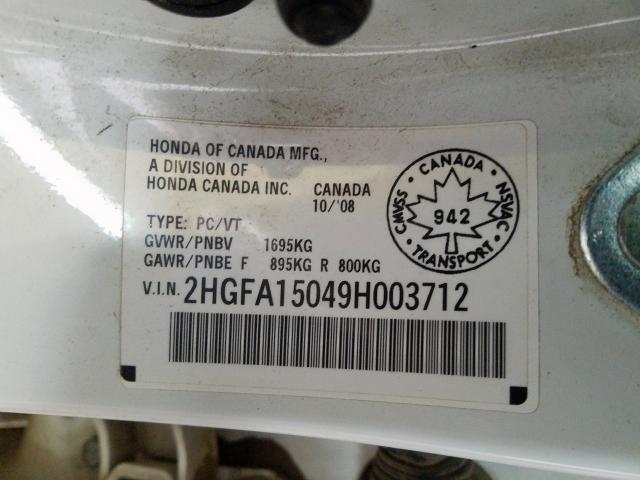 HONDA OF CANADA MFG.,
A DIVISION OF
HONDA CANADA INC. CANADA
10/'08
TYPE: PC/VT
GVWR/PNBV 1695KG
GAWR/PNBE F 895KG R 800KG
V.I.N. 2HGFA15049H003712
CMVSS • CANADA • NSVAC
942
• TRANSPORT •